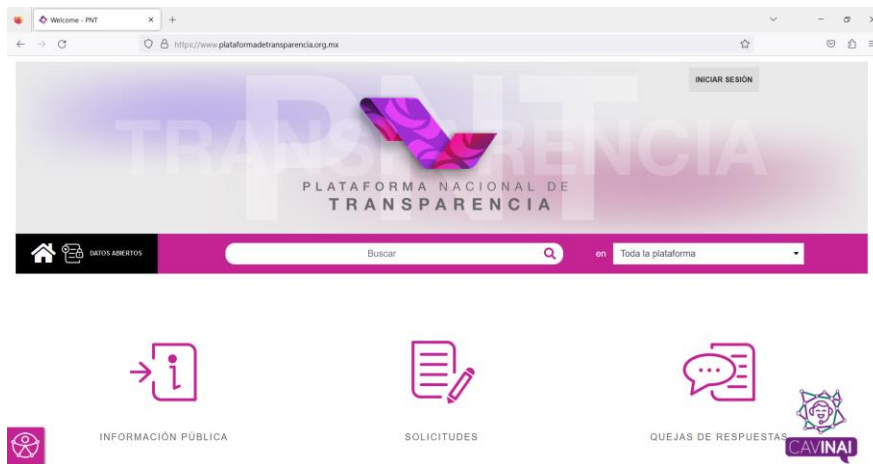 Welcome - PNT
https://www.plataformadetransparencia.org.mx
INICIAR SESIÓN
PNT
TRANSPARENCIA
PLATAFORMA NACIONAL DE
TRANSPARENCIA
DATOS ABIERTOS
Buscar
en
Toda la plataforma
INFORMACIÓN PÚBLICA
SOLICITUDES
QUEJAS DE RESPUESTAS
CAVINAI